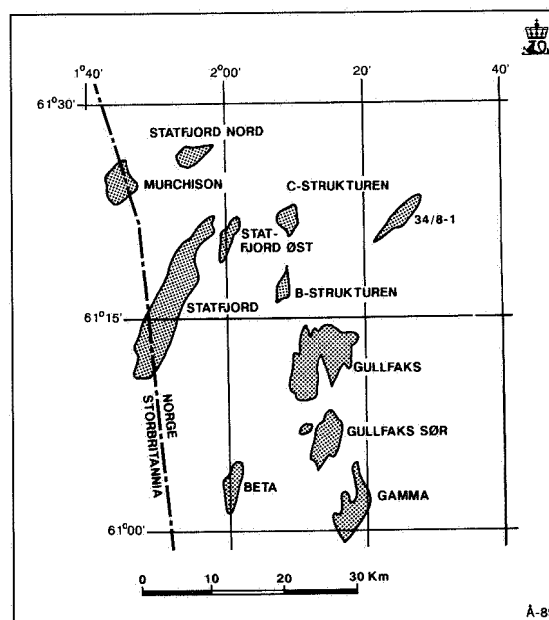 1°40'
2°00'
20'
40'
61°30'
STATFJORD NORD
MURCHISON
C-STRUKTUREN
34/8-1
STAT-
FJORD ØST
B-STRUKTUREN
STATFJORD
61°15'
GULLFAKS
NORGE
STORBRITANNIA
GULLFAKS SØR
BETA
GAMMA
61°00'
0 10 20 30 Km
Å-89